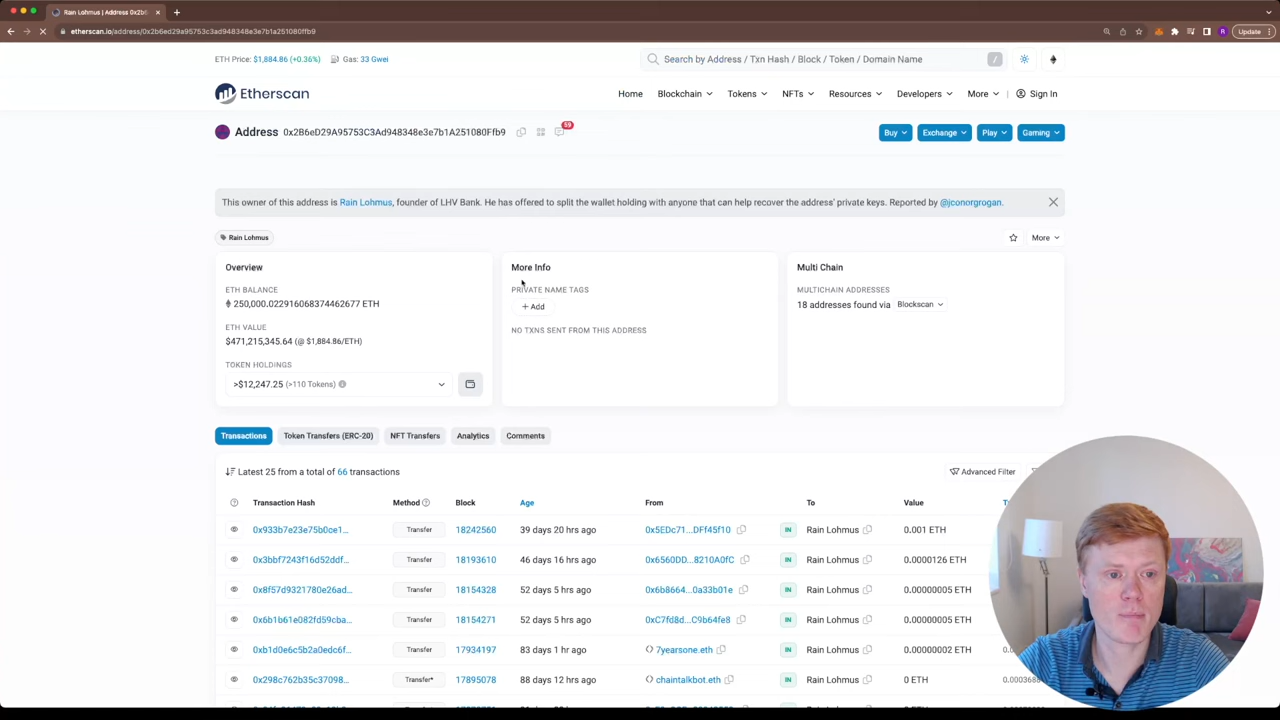 Rain Lohmus | Address 0x2b6
etherscan.io/address/0x2b6ed29a95753c3ad948348e3e7b1a251080ffb9
Update
ETH Price: $1,884.86 (+0.36%) Gas: 33 Gwei
Search by Address / Txn Hash / Block / Token / Domain Name /
Etherscan
Home Blockchain Tokens NFTs Resources Developers More | Sign In
Address 0x2B6eD29A95753C3Ad948348e3e7b1A251080Ffb9 59
Buy Exchange Play Gaming
This owner of this address is Rain Lohmus, founder of LHV Bank. He has offered to split the wallet holding with anyone that can help recover the address' private keys. Reported by @jconorgrogan.
Rain Lohmus
More
Overview
ETH BALANCE
250,000.022916068374462677 ETH
ETH VALUE
$471,215,345.64 (@ $1,884.86/ETH)
TOKEN HOLDINGS
>$12,247.25 (>110 Tokens)
More Info
PRIVATE NAME TAGS
+ Add
NO TXNS SENT FROM THIS ADDRESS
Multi Chain
MULTICHAIN ADDRESSES
18 addresses found via Blockscan
Transactions Token Transfers (ERC-20) NFT Transfers Analytics Comments
Latest 25 from a total of 66 transactions
Advanced Filter
Transaction Hash Method Block Age From To Value
0x933b7e23e75b0ce1... Transfer 18242560 39 days 20 hrs ago 0x5EDc71...DFf45f10 IN Rain Lohmus 0.001 ETH
0x3bbf7243f16d52ddf... Transfer 18193610 46 days 16 hrs ago 0x6560DD...8210A0fC IN Rain Lohmus 0.0000126 ETH
0x8f57d9321780e26ad... Transfer 18154328 52 days 5 hrs ago 0x6b8664...0a33b01e IN Rain Lohmus 0.00000005 ETH
0x6b1b61e082fd59cba... Transfer 18154271 52 days 5 hrs ago 0xC7fd8d...C9b64fe8 IN Rain Lohmus 0.00000005 ETH
0xb1d0e6c5b2a0edc6f... Transfer 17934197 83 days 1 hr ago 7yearsone.eth IN Rain Lohmus 0.00000002 ETH
0x298c762b35c37098... Transfer* 17895078 88 days 12 hrs ago chaintalkbot.eth IN Rain Lohmus 0 ETH